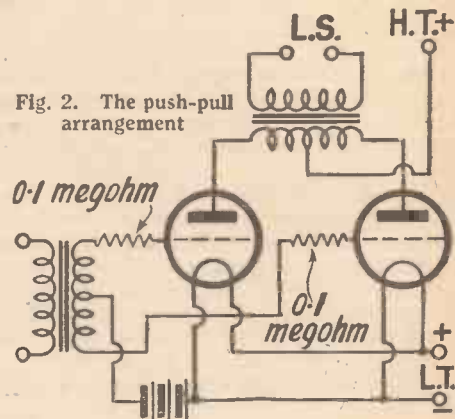 L.S.
H.T.+
Fig. 2. The push-pull
arrangement
0·1 megohm
0·1
megohm
+
L.T.
−